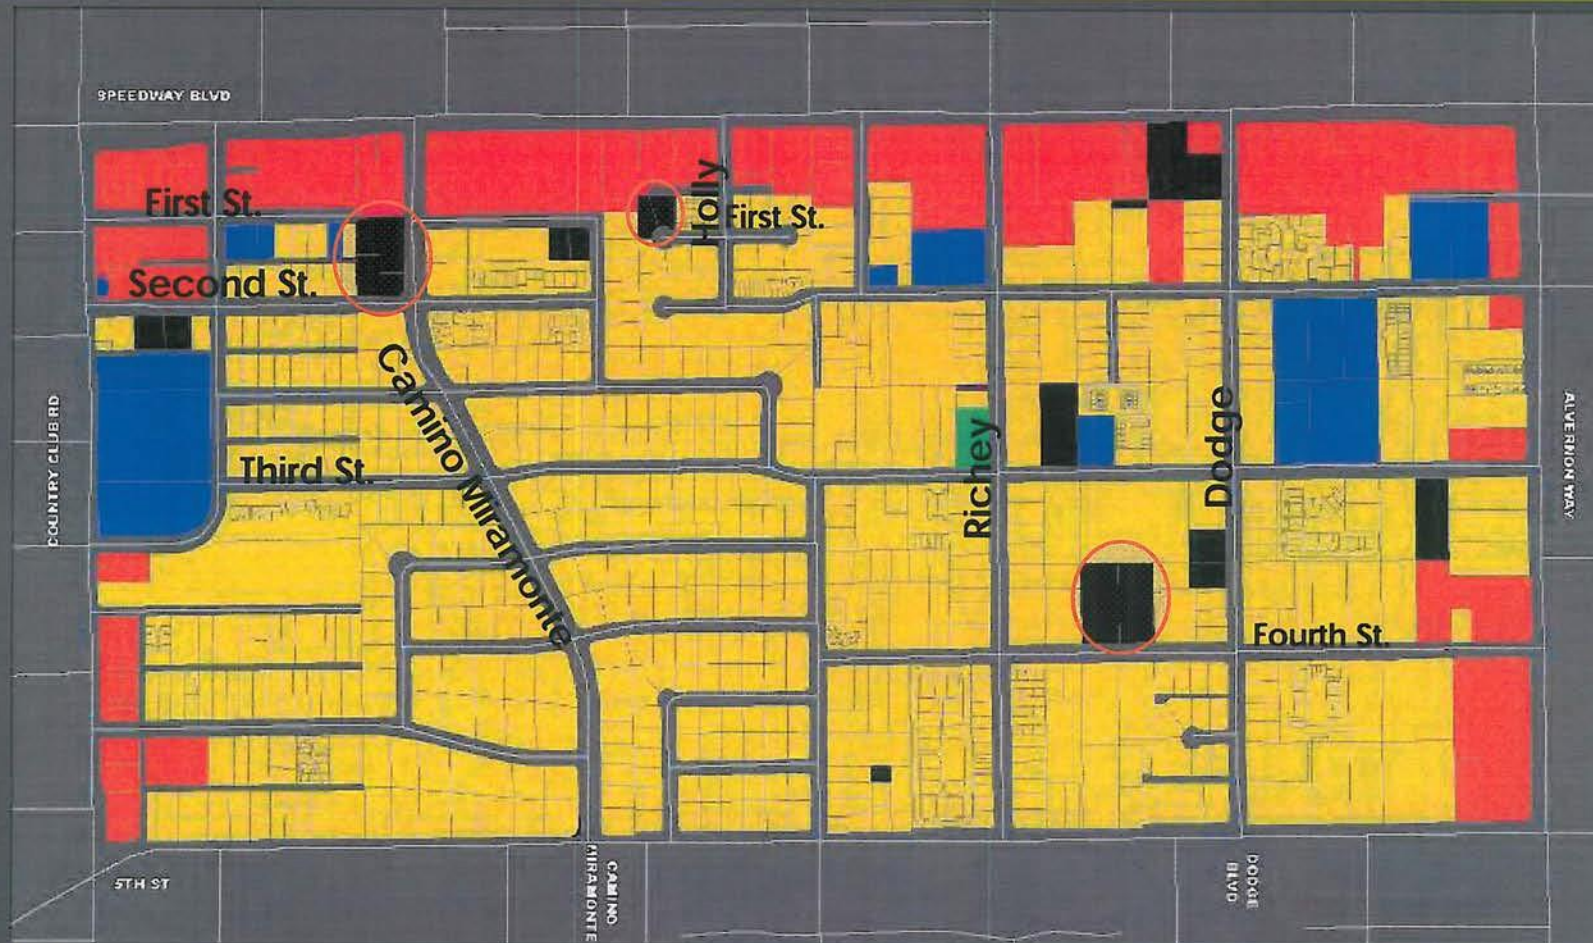 SPEEDWAY BLVD
First St.
Holly
First St.
Second St.
COUNTRY CLUB RD
Camino Miramonte
Third St.
Richey
Dodge
ALVERNON WAY
Fourth St.
5TH ST
CAMINO
MIRAMONTE
DODGE
BLVD